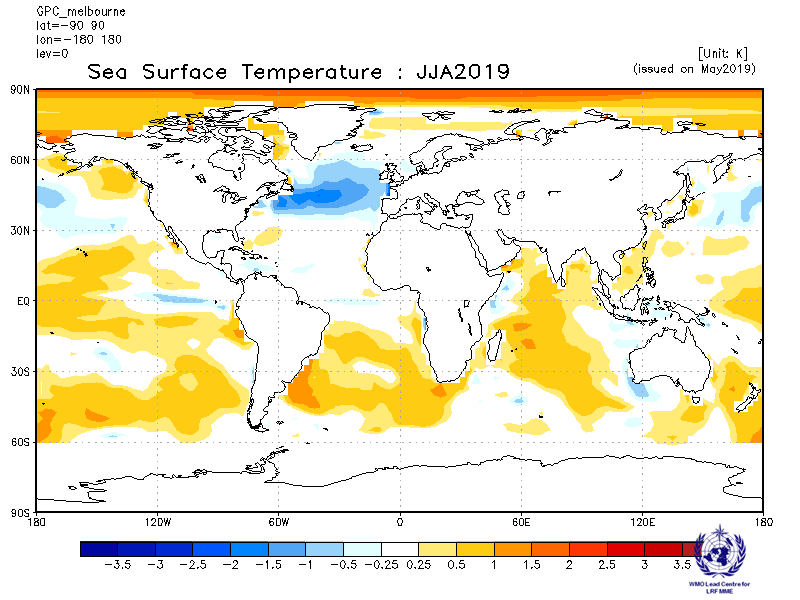 GPC_melbourne
lat=-90 90
lon=-180 180
lev=0
[Unit: K]
Sea Surface Temperature : JJA2019
(issued on May2019)
90N
60N
30N
EQ
30S
60S
90S
180 120W 60W 0 60E 120E 180
-3.5 -3 -2.5 -2 -1.5 -1 -0.5 -0.25 0.25 0.5 1 1.5 2 2.5 3 3.5
WMO Lead Centre for
LRF MME